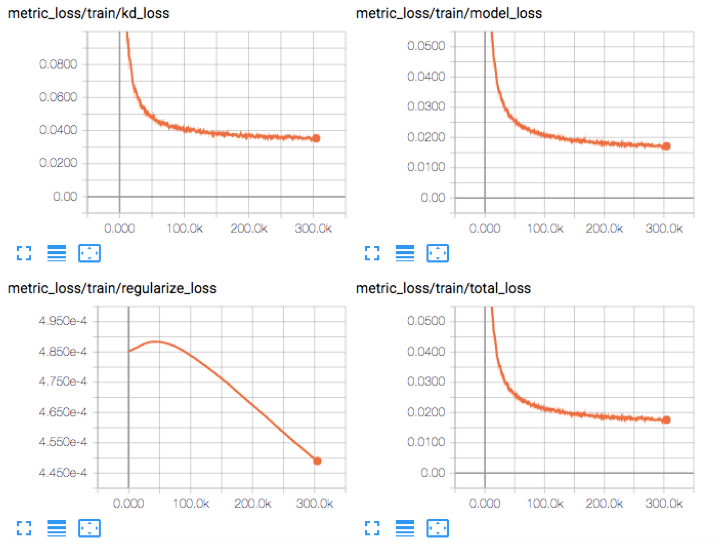 metric_loss/train/kd_loss
0.0800
0.0600
0.0400
0.0200
0.00
0.000 100.0k 200.0k 300.0k
metric_loss/train/model_loss
0.0500
0.0400
0.0300
0.0200
0.0100
0.00
0.000 100.0k 200.0k 300.0k
metric_loss/train/regularize_loss
4.950e-4
4.850e-4
4.750e-4
4.650e-4
4.550e-4
4.450e-4
0.000 100.0k 200.0k 300.0k
metric_loss/train/total_loss
0.0500
0.0400
0.0300
0.0200
0.0100
0.00
0.000 100.0k 200.0k 300.0k